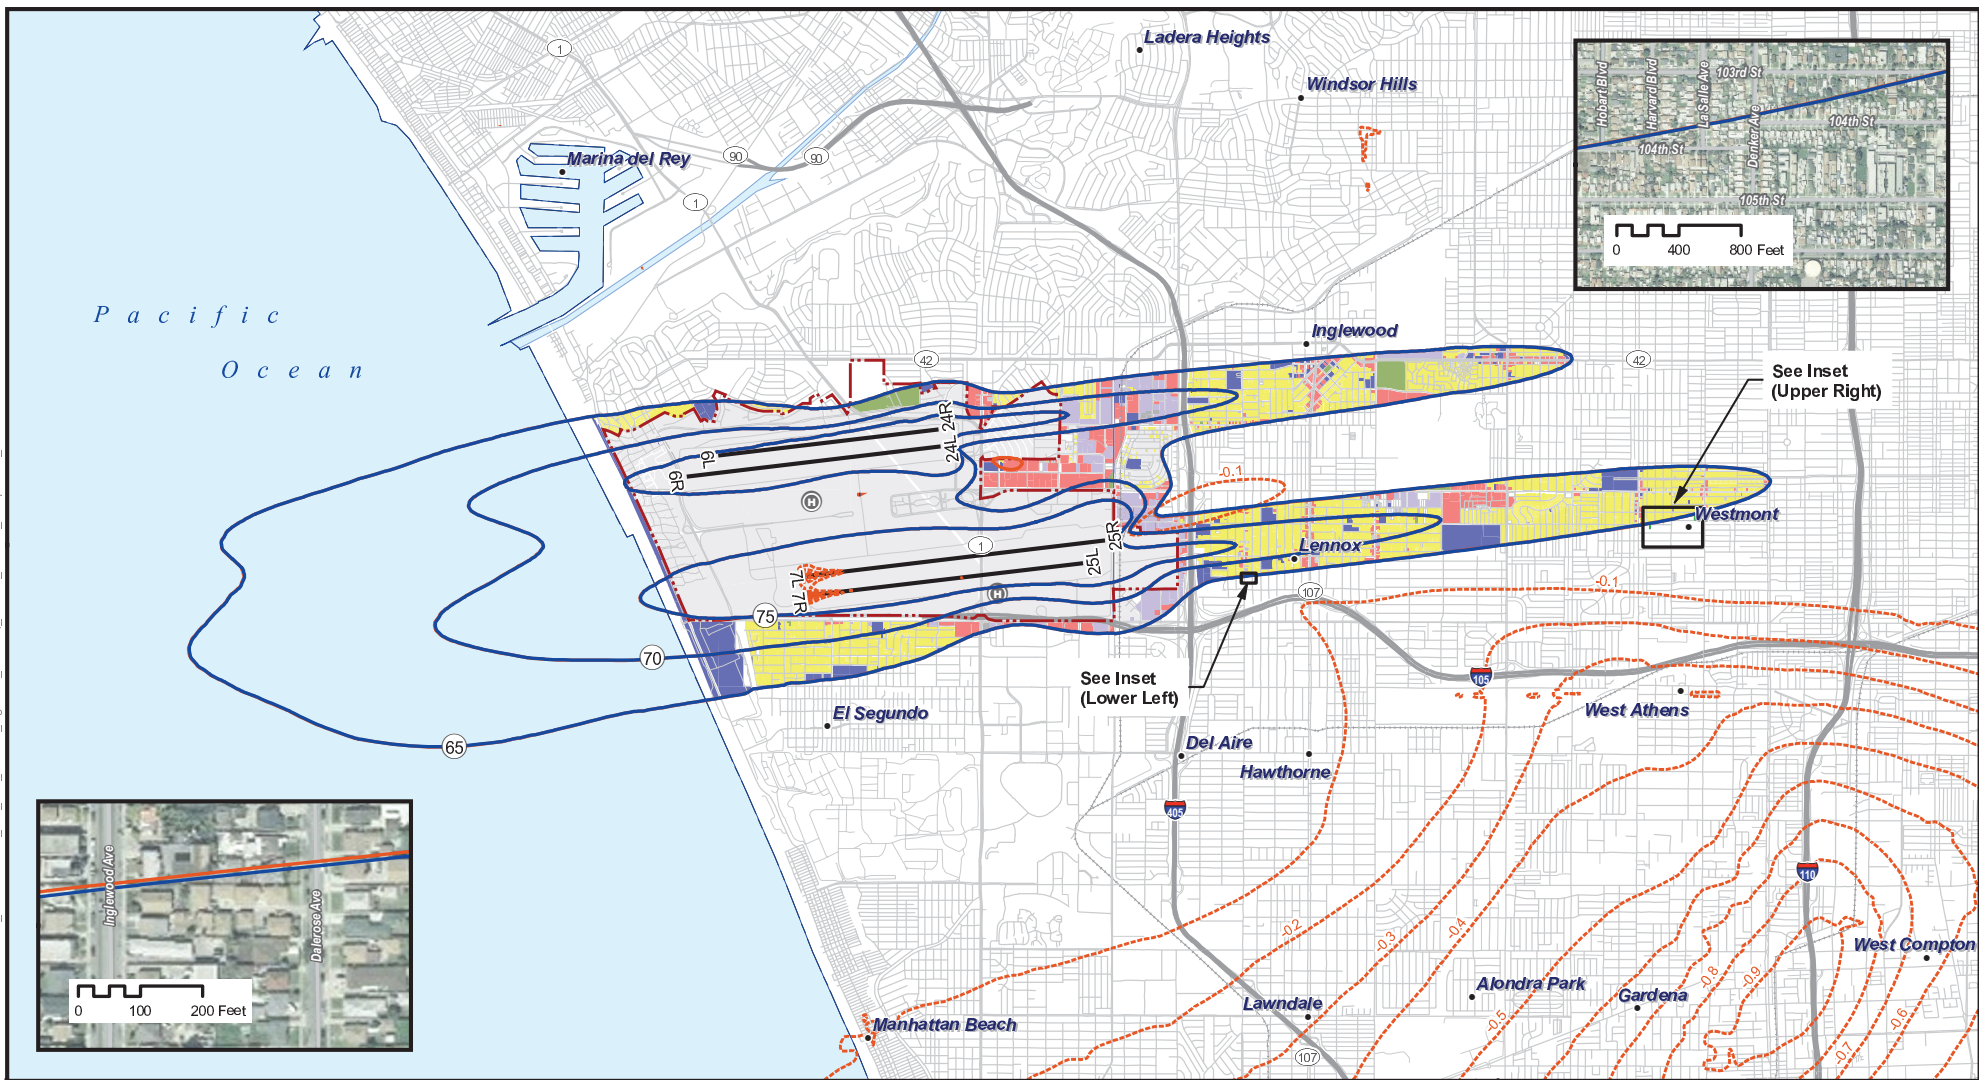 Ladera Heights
1
Windsor Hills
Hobart Blvd
Harvard Blvd
La Salle Ave
103rd St
104th St
104th St
Denker Ave
105th St
0 400 800 Feet
Marina del Rey
90
90
1
Pacific
Ocean
Inglewood
42
42
See Inset
(Upper Right)
24R
24L
6L
6R
H
-0.1
Westmont
25R
25L
1
Lennox
7L
7R
H
107
-0.1
75
70
65
See Inset
(Lower Left)
105
El Segundo
West Athens
Del Aire
Hawthorne
405
110
Inglewood Ave
Dalerose Ave
0 100 200 Feet
-0.2
-0.3
-0.4
-0.8
-0.9
West Compton
Alondra Park
Gardena
Lawndale
-0.5
-0.6
-0.7
Manhattan Beach
107